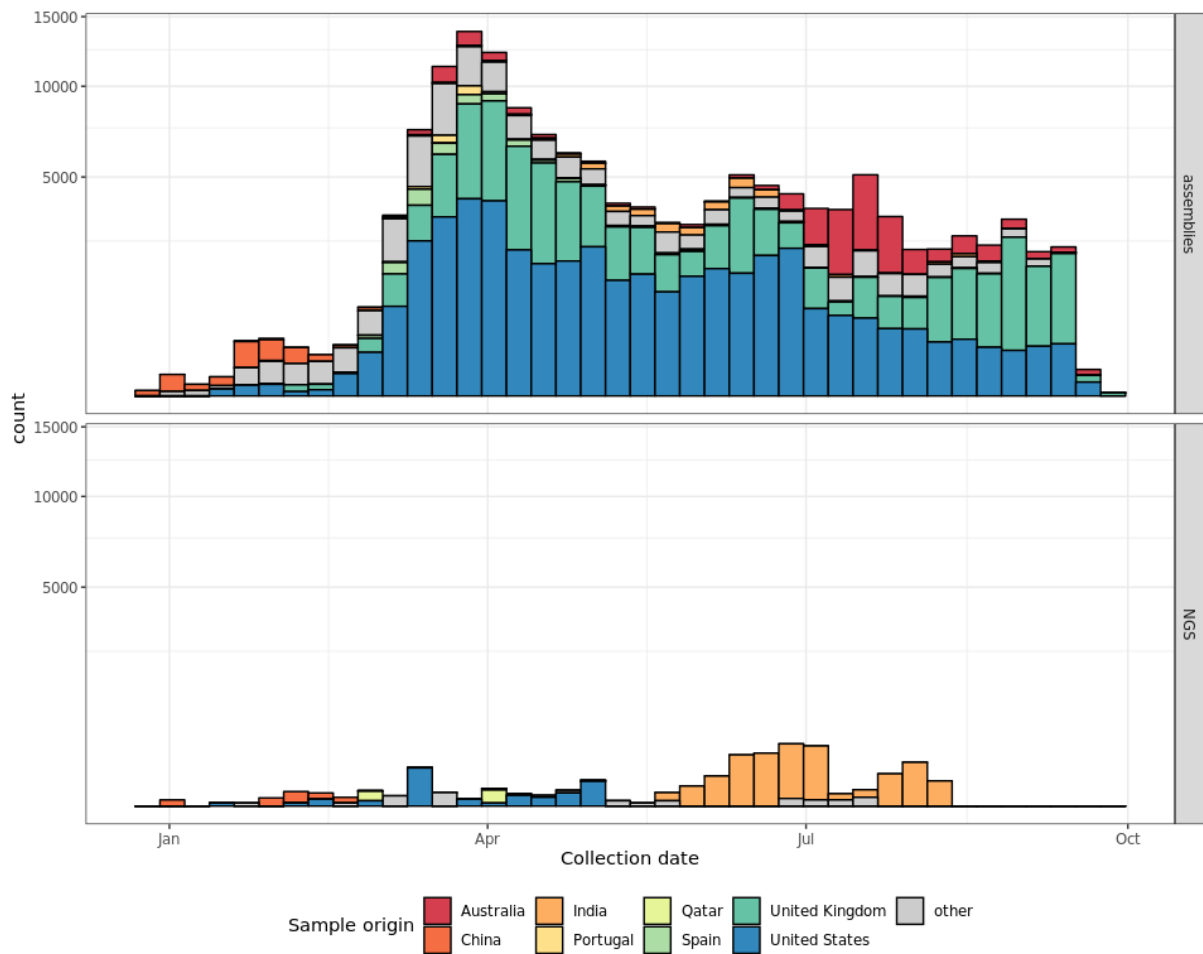 15000
10000
5000
assemblies
count
15000
10000
5000
NGS
Jan Apr Jul Oct
Collection date
Sample origin
Australia India Qatar United Kingdom other
China Portugal Spain United States